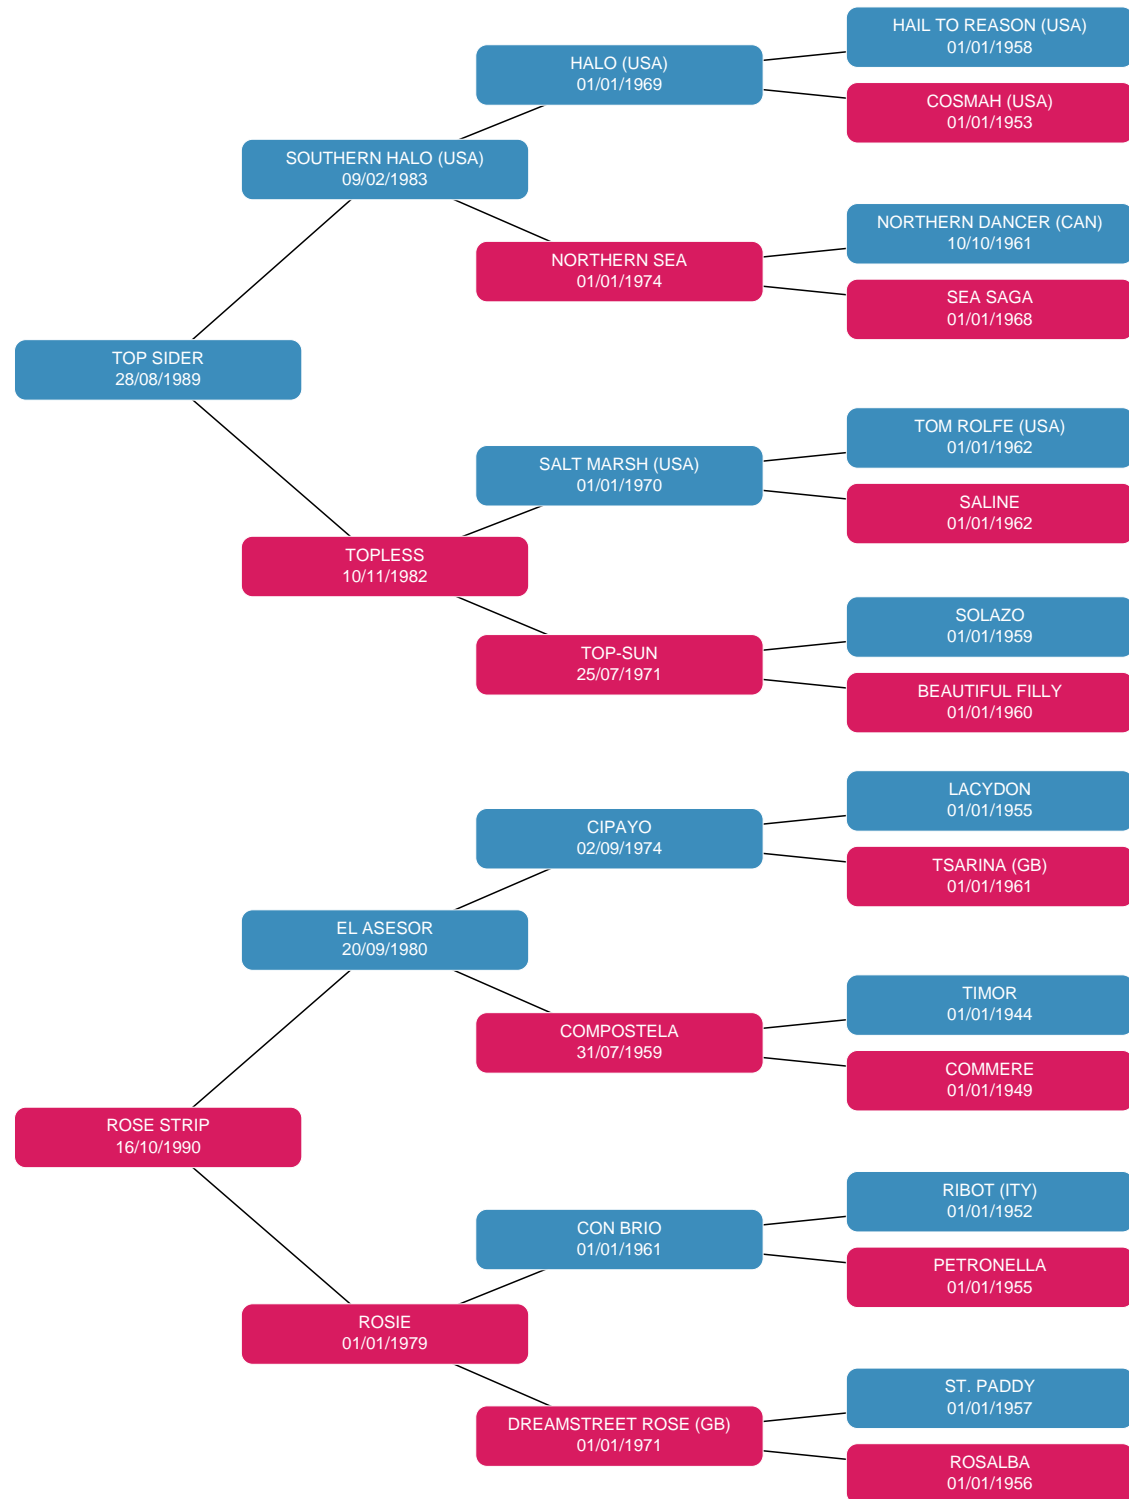 HAIL TO REASON (USA)
01/01/1958
HALO (USA)
01/01/1969
COSMAH (USA)
01/01/1953
SOUTHERN HALO (USA)
09/02/1983
NORTHERN DANCER (CAN)
10/10/1961
NORTHERN SEA
01/01/1974
SEA SAGA
01/01/1968
TOP SIDER
28/08/1989
TOM ROLFE (USA)
01/01/1962
SALT MARSH (USA)
01/01/1970
SALINE
01/01/1962
TOPLESS
10/11/1982
SOLAZO
01/01/1959
TOP-SUN
25/07/1971
BEAUTIFUL FILLY
01/01/1960
LACYDON
01/01/1955
CIPAYO
02/09/1974
TSARINA (GB)
01/01/1961
EL ASESOR
20/09/1980
TIMOR
01/01/1944
COMPOSTELA
31/07/1959
COMMERE
01/01/1949
ROSE STRIP
16/10/1990
RIBOT (ITY)
01/01/1952
CON BRIO
01/01/1961
PETRONELLA
01/01/1955
ROSIE
01/01/1979
ST. PADDY
01/01/1957
DREAMSTREET ROSE (GB)
01/01/1971
ROSALBA
01/01/1956